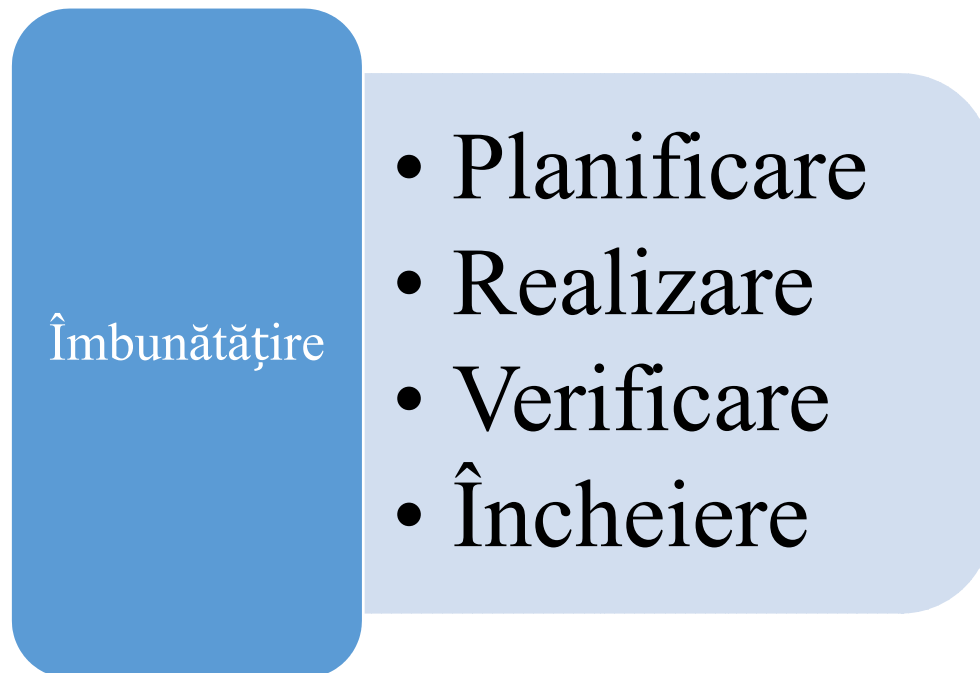 Îmbunătățire
• Planificare
• Realizare
• Verificare
• Încheiere